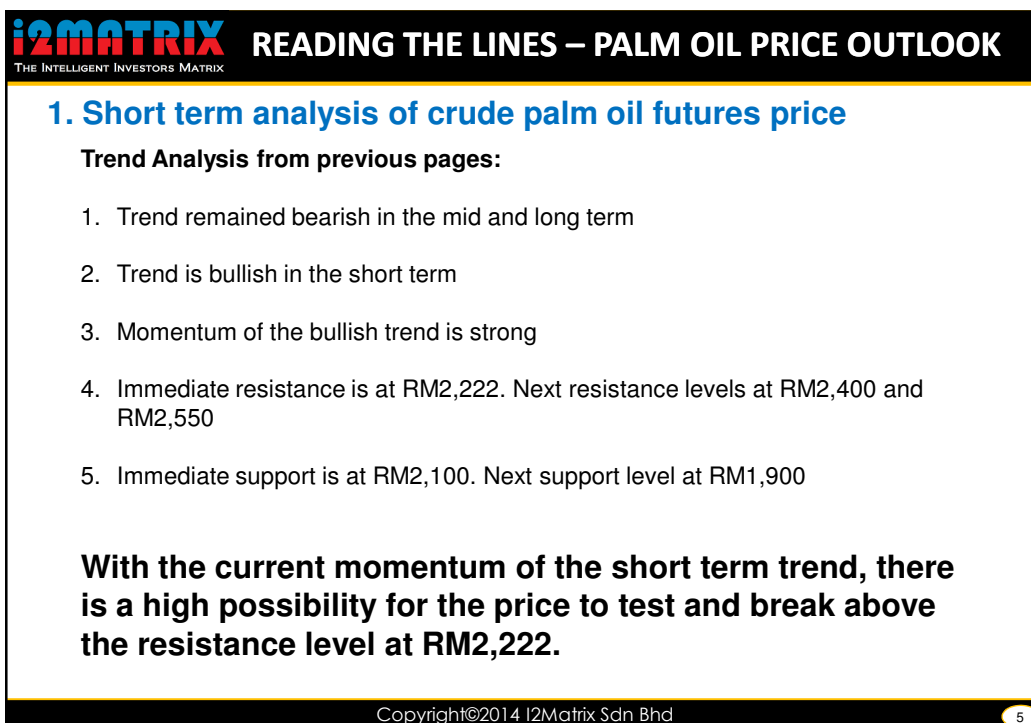 i2MATRIX
READING THE LINES – PALM OIL PRICE OUTLOOK
THE INTELLIGENT INVESTORS MATRIX
1. Short term analysis of crude palm oil futures price
Trend Analysis from previous pages:
1. Trend remained bearish in the mid and long term
2. Trend is bullish in the short term
3. Momentum of the bullish trend is strong
4. Immediate resistance is at RM2,222. Next resistance levels at RM2,400 and
RM2,550
5. Immediate support is at RM2,100. Next support level at RM1,900
With the current momentum of the short term trend, there
is a high possibility for the price to test and break above
the resistance level at RM2,222.
Copyright©2014 I2Matrix Sdn Bhd
5